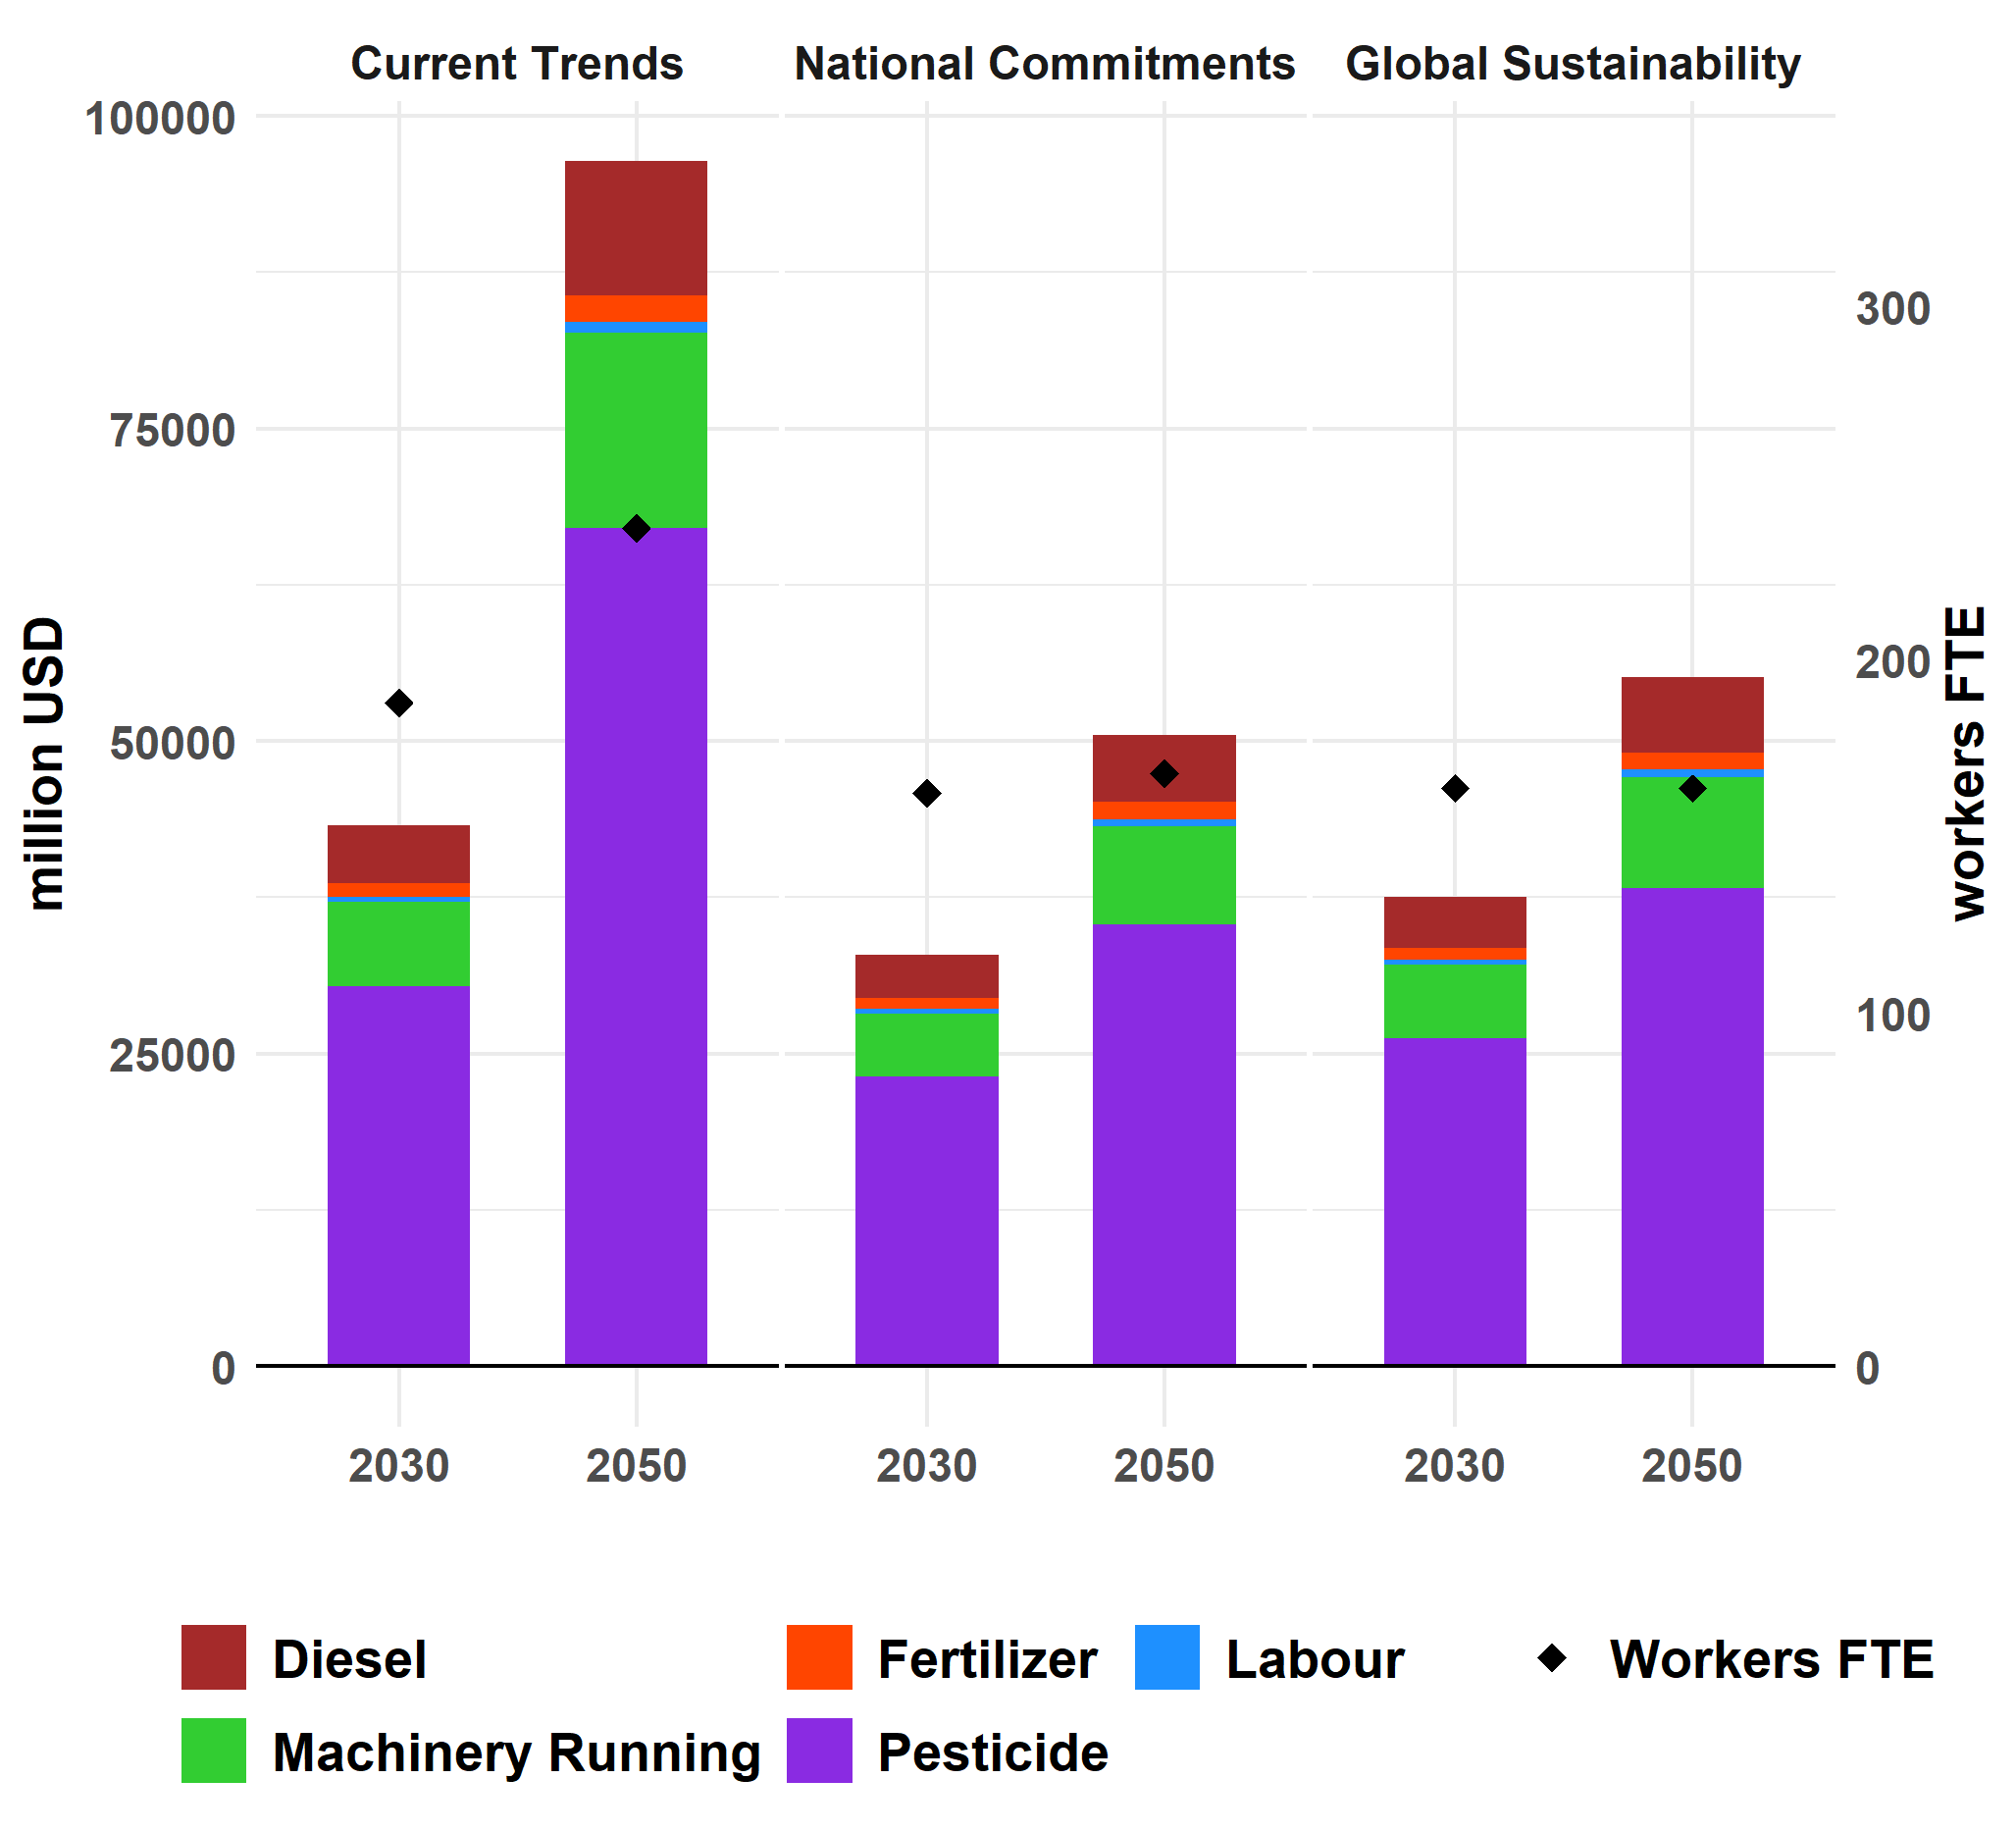 Current Trends National Commitments Global Sustainability
100000
75000
50000
25000
0
million USD
300
200
100
0
workers FTE
2030 2050 2030 2050 2030 2050
Diesel Fertilizer Labour Workers FTE
Machinery Running Pesticide